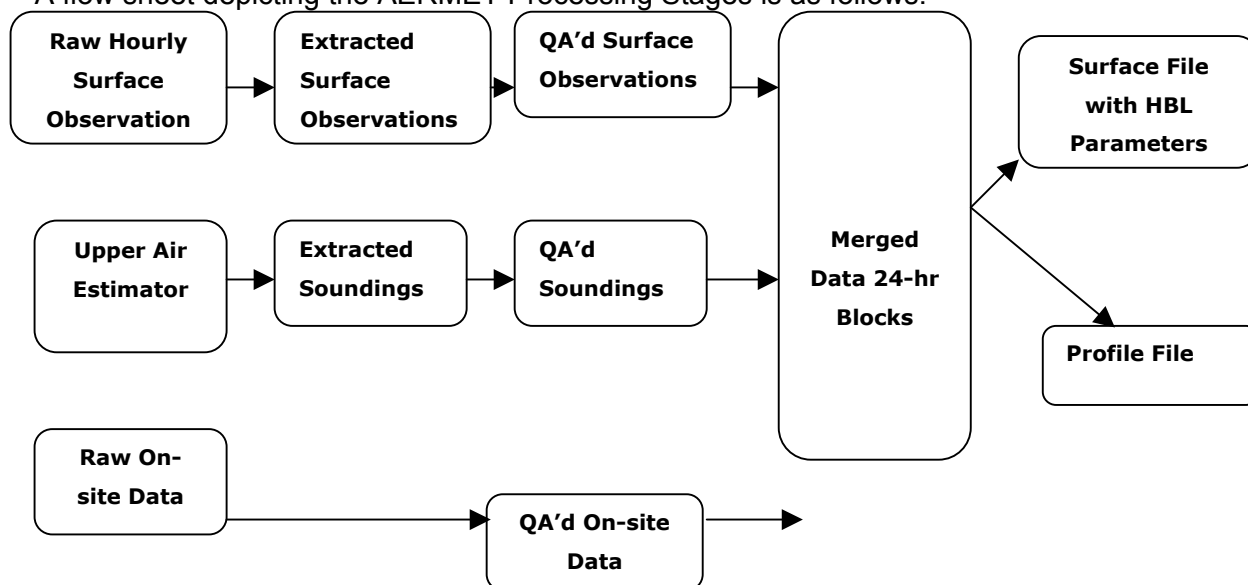 A flow sheet depicting the AERMET Processing Stages is as follows:
Raw Hourly
Surface
Observation
Extracted
Surface
Observations
QA’d Surface
Observations
Surface File
with HBL
Parameters
Upper Air
Estimator
Extracted
Soundings
QA’d
Soundings
Merged
Data 24-hr
Blocks
Profile File
Raw On-
site Data
QA’d On-site
Data